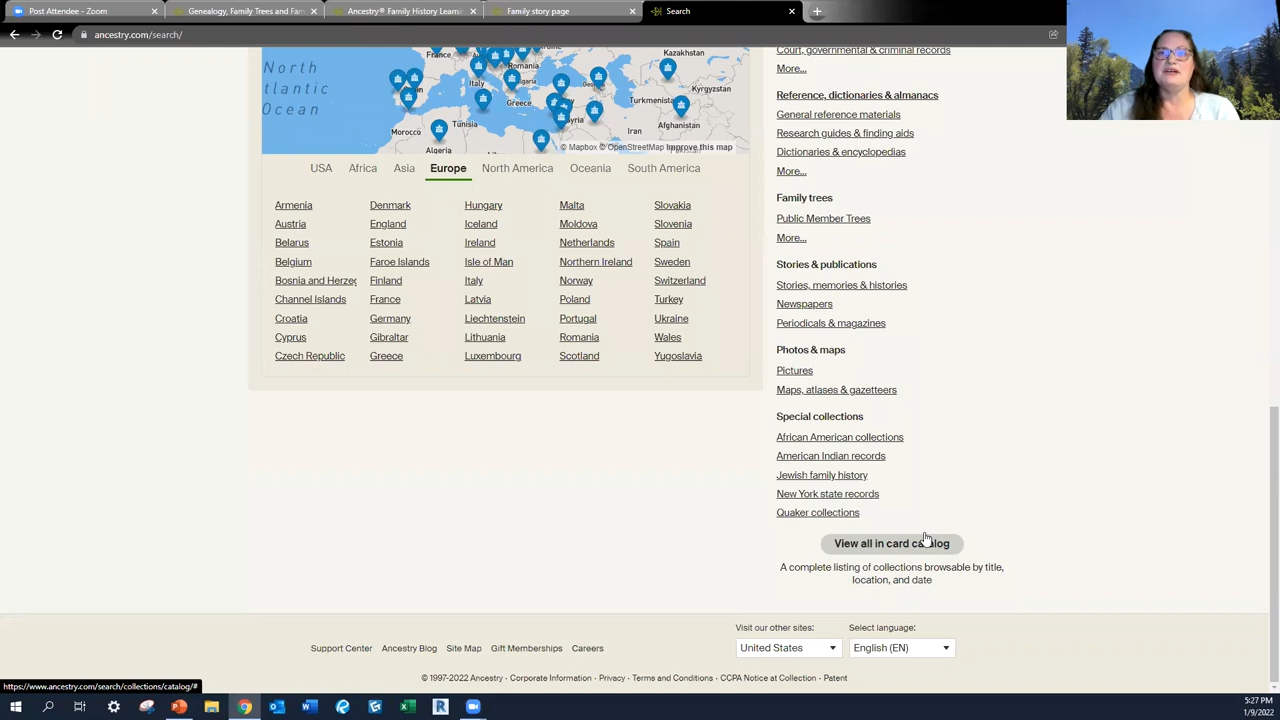 Post Attendee - Zoom
Genealogy, Family Trees and Fam
Ancestry® Family History Learni
Family story page
Search
ancestry.com/search/
North
Atlantic
Ocean
France
Romania
Italy
Greece
Kazakhstan
Kyrgyzstan
Turkmenista
Syria
Iran
Afghanistan
Morocco
Tunisia
Algeria
© Mapbox © OpenStreetMap Improve this map
USA Africa Asia Europe North America Oceania South America
Armenia Denmark Hungary Malta Slovakia
Austria England Iceland Moldova Slovenia
Belarus Estonia Ireland Netherlands Spain
Belgium Faroe Islands Isle of Man Northern Ireland Sweden
Bosnia and Herzeg Finland Italy Norway Switzerland
Channel Islands France Latvia Poland Turkey
Croatia Germany Liechtenstein Portugal Ukraine
Cyprus Gibraltar Lithuania Romania Wales
Czech Republic Greece Luxembourg Scotland Yugoslavia
Court, governmental & criminal records
More...
Reference, dictionaries & almanacs
General reference materials
Research guides & finding aids
Dictionaries & encyclopedias
More...
Family trees
Public Member Trees
More...
Stories & publications
Stories, memories & histories
Newspapers
Periodicals & magazines
Photos & maps
Pictures
Maps, atlases & gazetteers
Special collections
African American collections
American Indian records
Jewish family history
New York state records
Quaker collections
View all in card catalog
A complete listing of collections browsable by title,
location, and date
Visit our other sites: Select language:
United States English (EN)
Support Center Ancestry Blog Site Map Gift Memberships Careers
© 1997-2022 Ancestry · Corporate Information · Privacy · Terms and Conditions · CCPA Notice at Collection · Patent
https://www.ancestry.com/search/collections/catalog/#
5:27 PM
1/9/2022